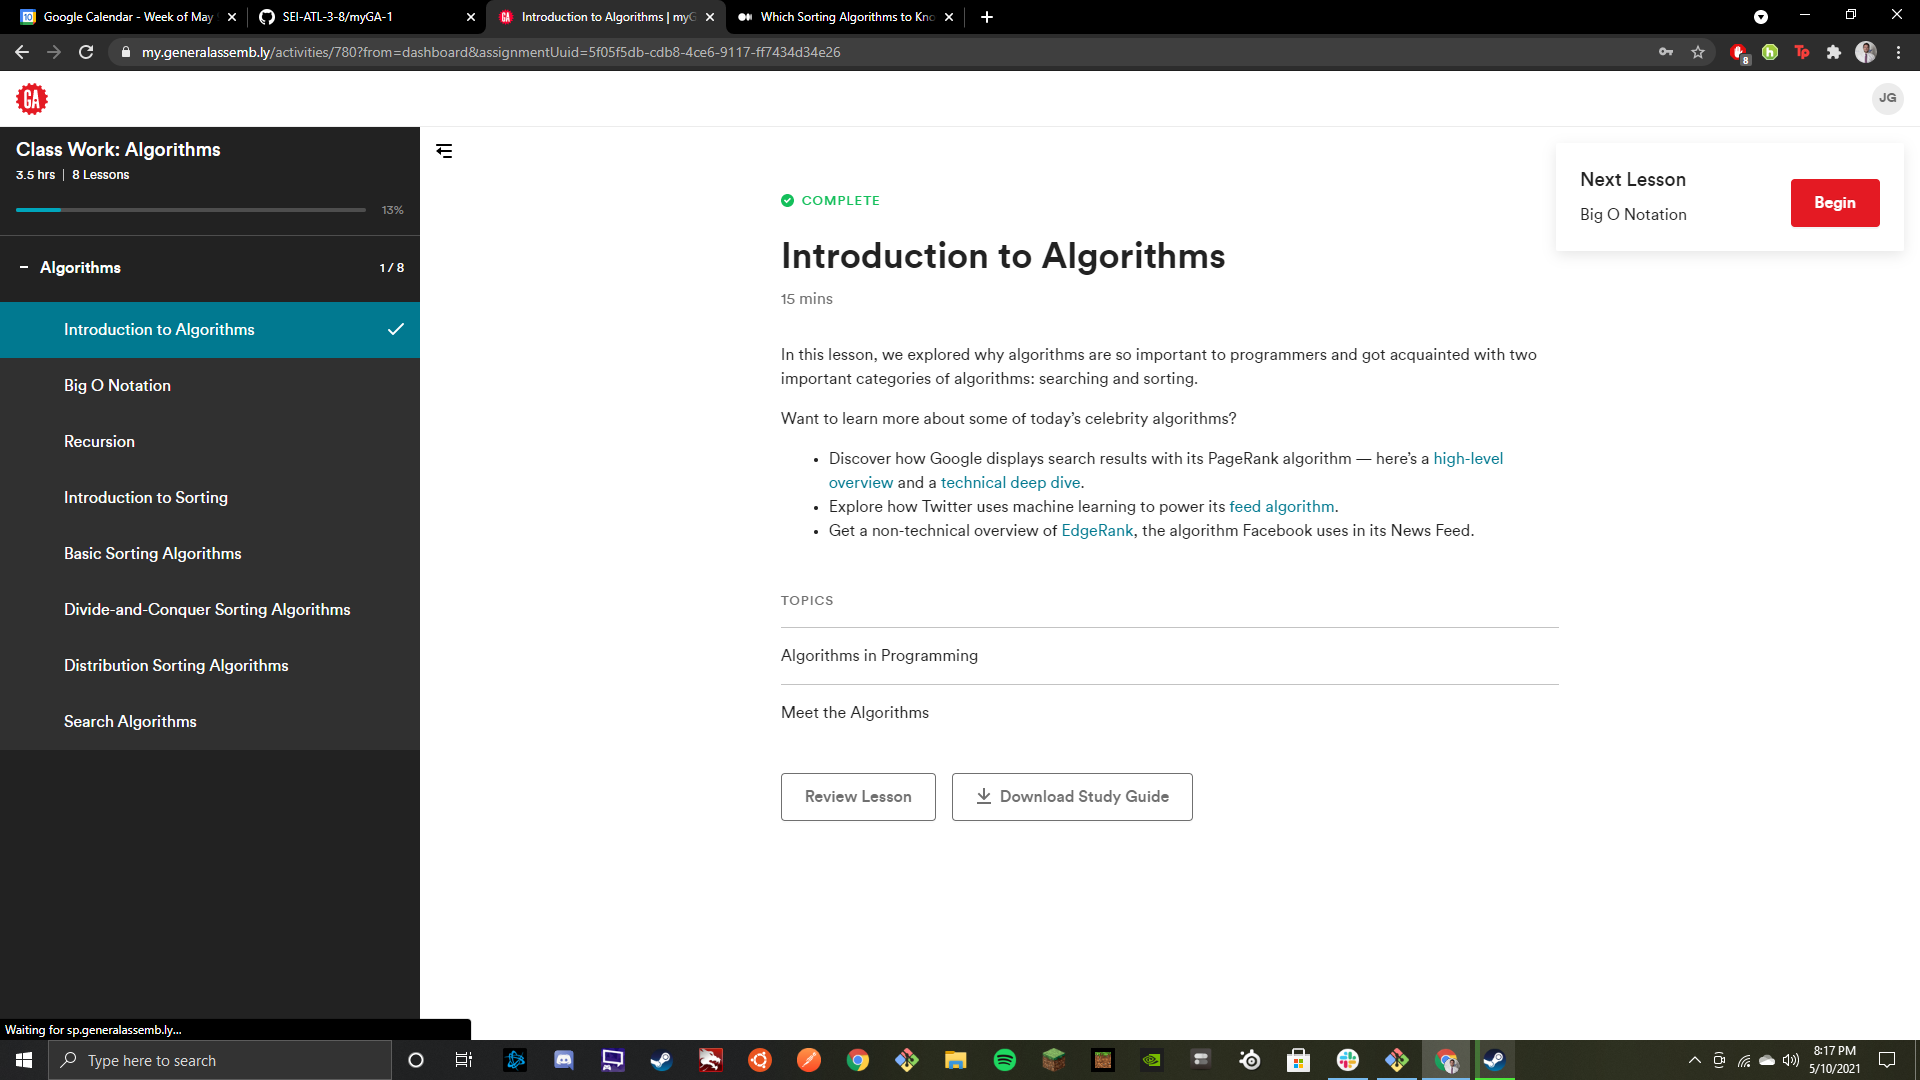 Google Calendar - Week of May
SEI-ATL-3-8/myGA-1
Introduction to Algorithms | myG
Which Sorting Algorithms to Kno
my.generalassemb.ly/activities/780?from=dashboard&assignmentUuid=5f05f5db-cdb8-4ce6-9117-ff7434d34e26
8
h
Tp
GA
JG
Class Work: Algorithms
3.5 hrs | 8 Lessons
13%
Algorithms
1 / 8
Introduction to Algorithms
Big O Notation
Recursion
Introduction to Sorting
Basic Sorting Algorithms
Divide-and-Conquer Sorting Algorithms
Distribution Sorting Algorithms
Search Algorithms
COMPLETE
Introduction to Algorithms
15 mins
In this lesson, we explored why algorithms are so important to programmers and got acquainted with two
important categories of algorithms: searching and sorting.
Want to learn more about some of today’s celebrity algorithms?
• Discover how Google displays search results with its PageRank algorithm — here’s a high-level
overview and a technical deep dive.
• Explore how Twitter uses machine learning to power its feed algorithm.
• Get a non-technical overview of EdgeRank, the algorithm Facebook uses in its News Feed.
TOPICS
Algorithms in Programming
Meet the Algorithms
Review Lesson
Download Study Guide
Next Lesson
Big O Notation
Begin
Waiting for sp.generalassemb.ly...
Type here to search
8:17 PM
5/10/2021